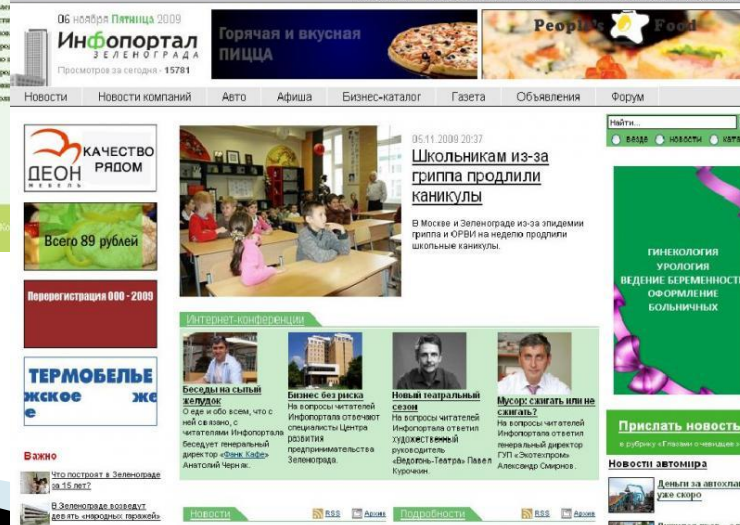 06 ноября Пятница 2009
Инфопортал
ЗЕЛЕНОГРАДА
Просмотров за сегодня - 15781
Горячая и вкусная
ПИЦЦА
People's Food
Новости Новости компаний Авто Афиша Бизнес-каталог Газета Объявления Форум
ДЕОН
МЕБЕЛЬ
КАЧЕСТВО
РЯДОМ
Всего 89 рублей
Перерегистрация ООО - 2009
ТЕРМОБЕЛЬЕ
жское же
е
Важно
Что построят в Зеленограде
за 15 лет?
В Зеленограде возведут
девять «народных гаражей»
05.11.2009 20:37
Школьникам из-за
гриппа продлили
каникулы
В Москве и Зеленограде из-за эпидемии
гриппа и ОРВИ на неделю продлили
школьные каникулы.
Интернет-конференции
Беседы на сытый
желудок
О еде и обо всем, что с
ней связано, с
читателями Инфопортала
беседует генеральный
директор «Фанк Кафе»
Анатолий Черняк.
Бизнес без риска
На вопросы читателей
Инфопортала отвечают
специалисты Центра
развития
предпринимательства
Зеленограда.
Новый театральный
сезон
На вопросы читателей
Инфопортала ответил
художественный
руководитель
«Ведогонь-Театра» Павел
Курочкин.
Мусор: сжигать или не
сжигать?
На вопросы читателей
Инфопортала ответил
генеральный директор
ГУП «Экотехпром»
Александр Смирнов.
Новости RSS Архив
Подробности RSS Архив
Найти...
везде новости ката
ГИНЕКОЛОГИЯ
УРОЛОГИЯ
ВЕДЕНИЕ БЕРЕМЕННОСТИ
ОФОРМЛЕНИЕ
БОЛЬНИЧНЫХ
Прислать новость
в рубрику «Глазами очевидцев»
Новости автомира
Деньги за автохлам
уже скоро